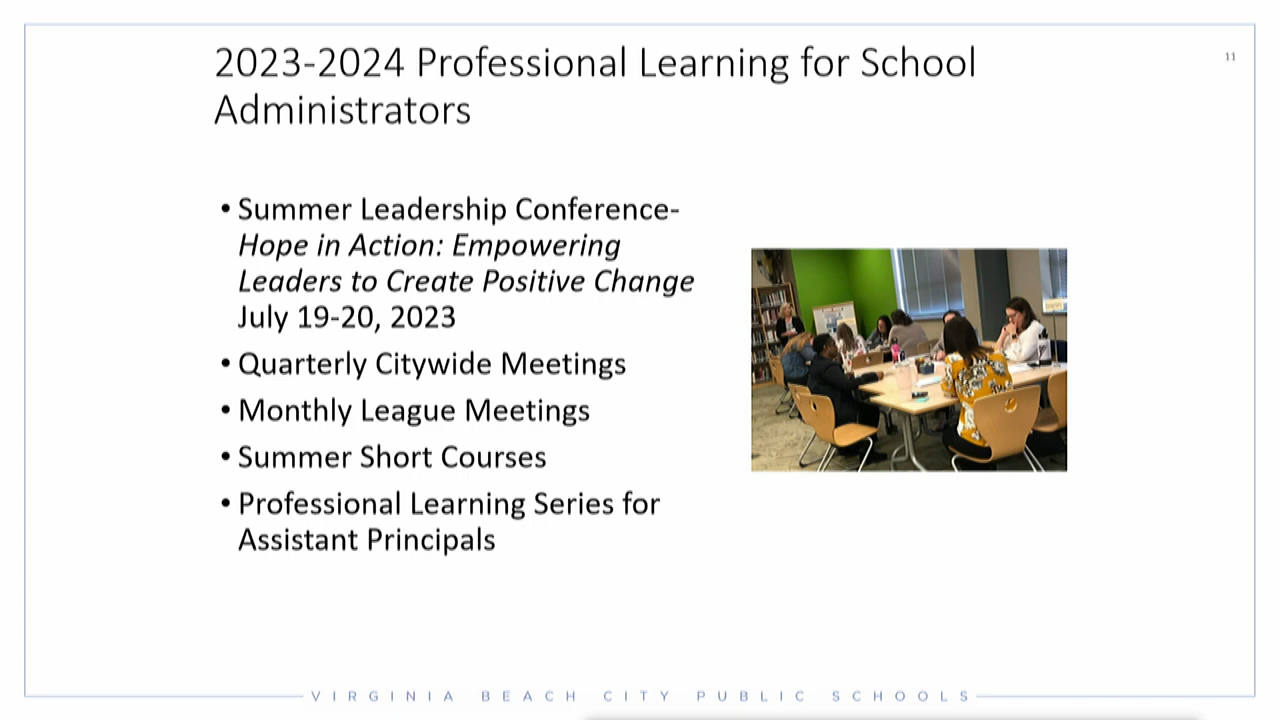 2023-2024 Professional Learning for School
Administrators
11
• Summer Leadership Conference-
Hope in Action: Empowering
Leaders to Create Positive Change
July 19-20, 2023
• Quarterly Citywide Meetings
• Monthly League Meetings
• Summer Short Courses
• Professional Learning Series for
Assistant Principals
VIRGINIA BEACH CITY PUBLIC SCHOOLS